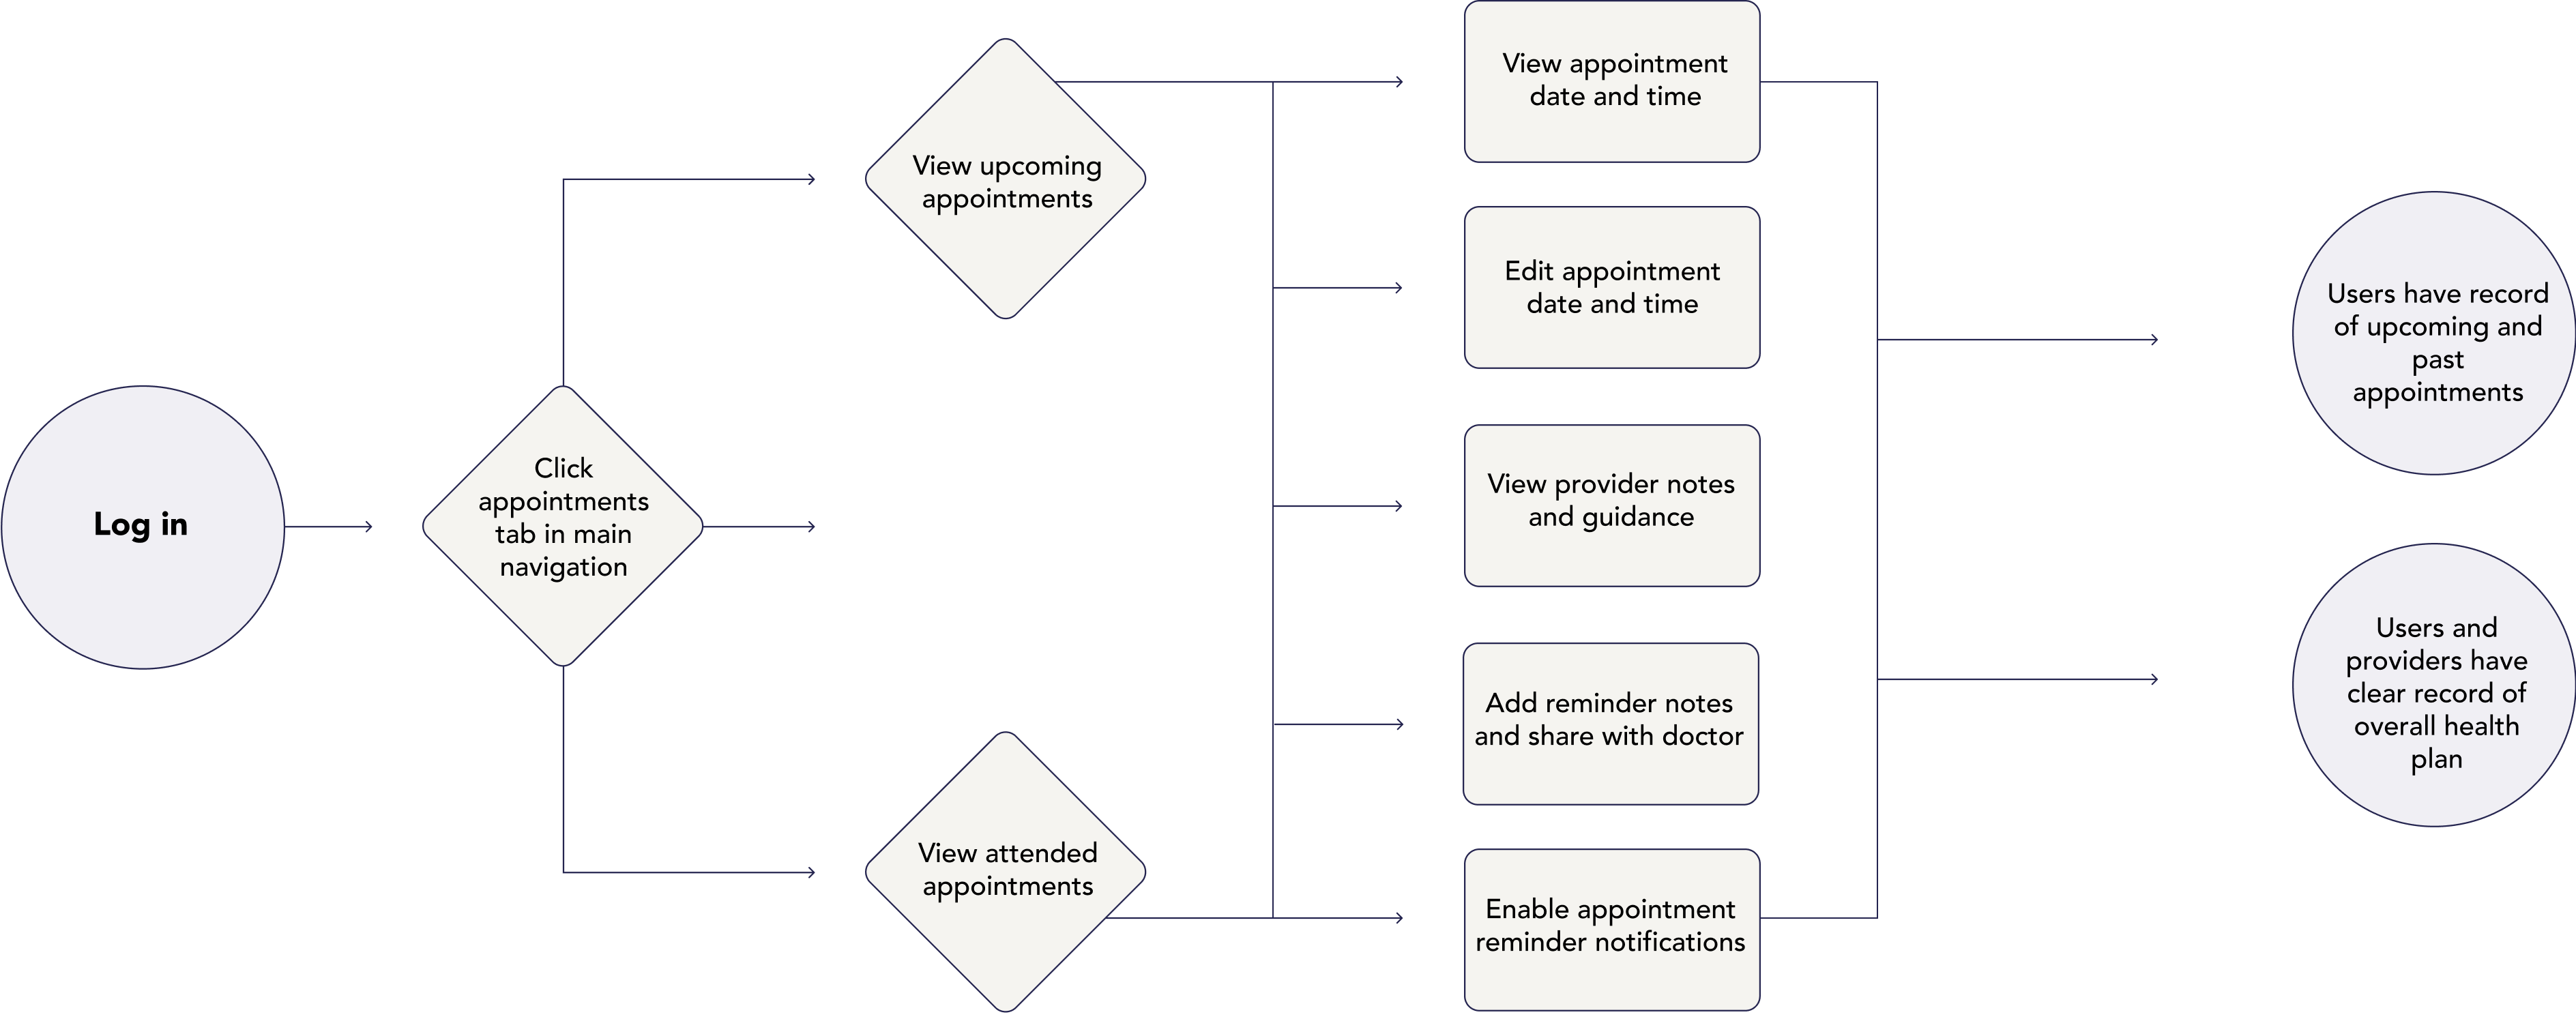 Log in
Click
appointments
tab in main
navigation
View upcoming
appointments
View attended
appointments
View appointment
date and time
Edit appointment
date and time
View provider notes
and guidance
Add reminder notes
and share with doctor
Enable appointment
reminder notifications
Users have record
of upcoming and
past
appointments
Users and
providers have
clear record of
overall health
plan